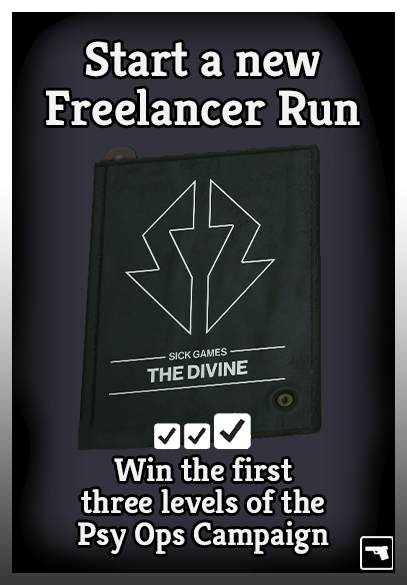 Start a new
Freelancer Run
SICK GAMES
THE DIVINE
Win the first
three levels of the
Psy Ops Campaign